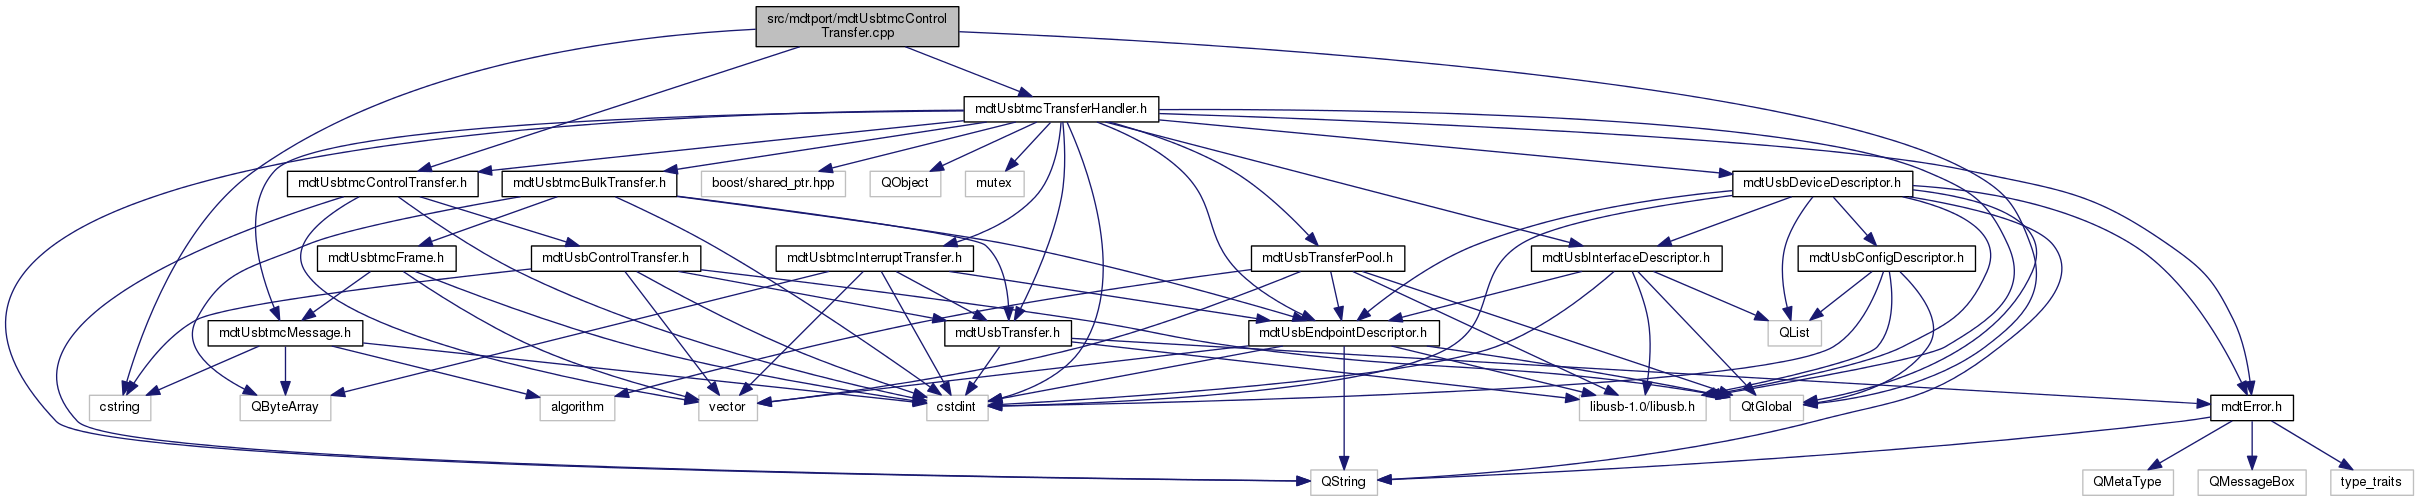 src/mdtport/mdtUsbtmcControl
Transfer.cpp
mdtUsbtmcTransferHandler.h
mdtUsbtmcControlTransfer.h
mdtUsbtmcBulkTransfer.h
boost/shared_ptr.hpp
QObject
mutex
mdtUsbDeviceDescriptor.h
mdtUsbtmcFrame.h
mdtUsbControlTransfer.h
mdtUsbtmcInterruptTransfer.h
mdtUsbTransferPool.h
mdtUsbInterfaceDescriptor.h
mdtUsbConfigDescriptor.h
mdtUsbtmcMessage.h
mdtUsbTransfer.h
mdtUsbEndpointDescriptor.h
QList
cstring
QByteArray
algorithm
vector
cstdint
libusb-1.0/libusb.h
QtGlobal
mdtError.h
QString
QMetaType
QMessageBox
type_traits